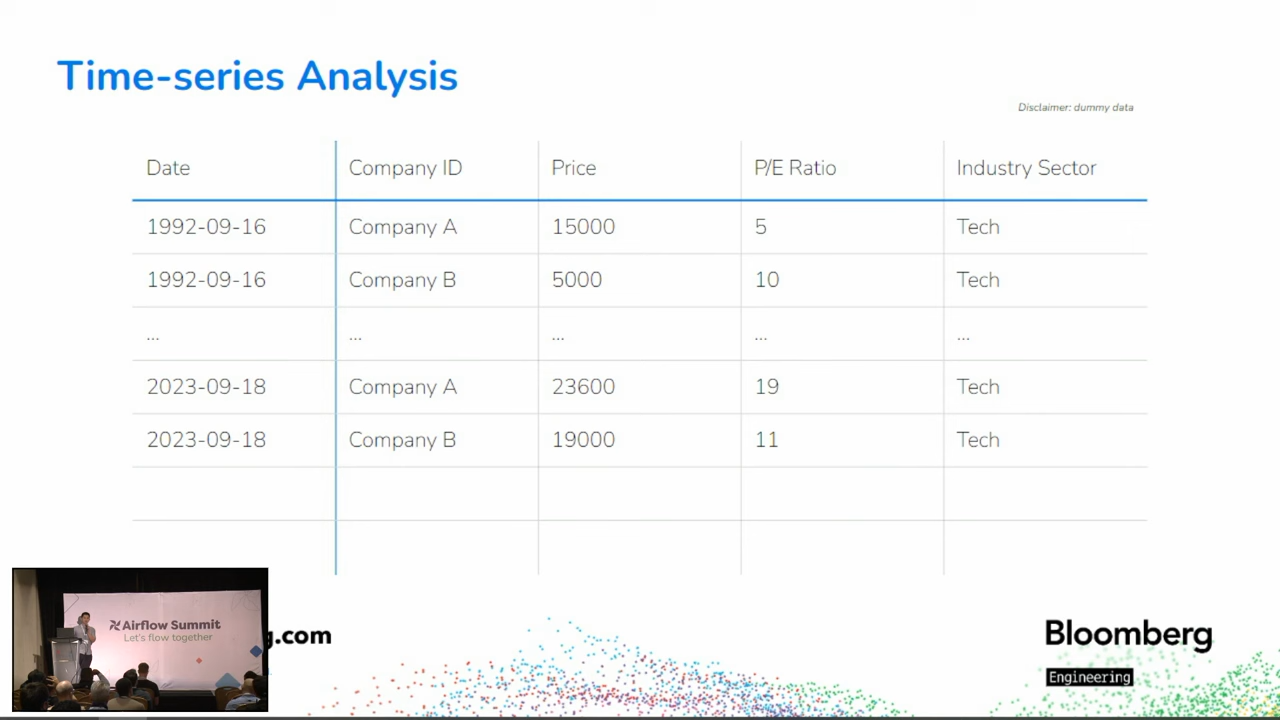 Time-series Analysis
Disclaimer: dummy data
Date Company ID Price P/E Ratio Industry Sector
1992-09-16 Company A 15000 5 Tech
1992-09-16 Company B 5000 10 Tech
... ... ... ... ...
2023-09-18 Company A 23600 19 Tech
2023-09-18 Company B 19000 11 Tech
Airflow Summit
Let's flow together
g.com
Bloomberg
Engineering